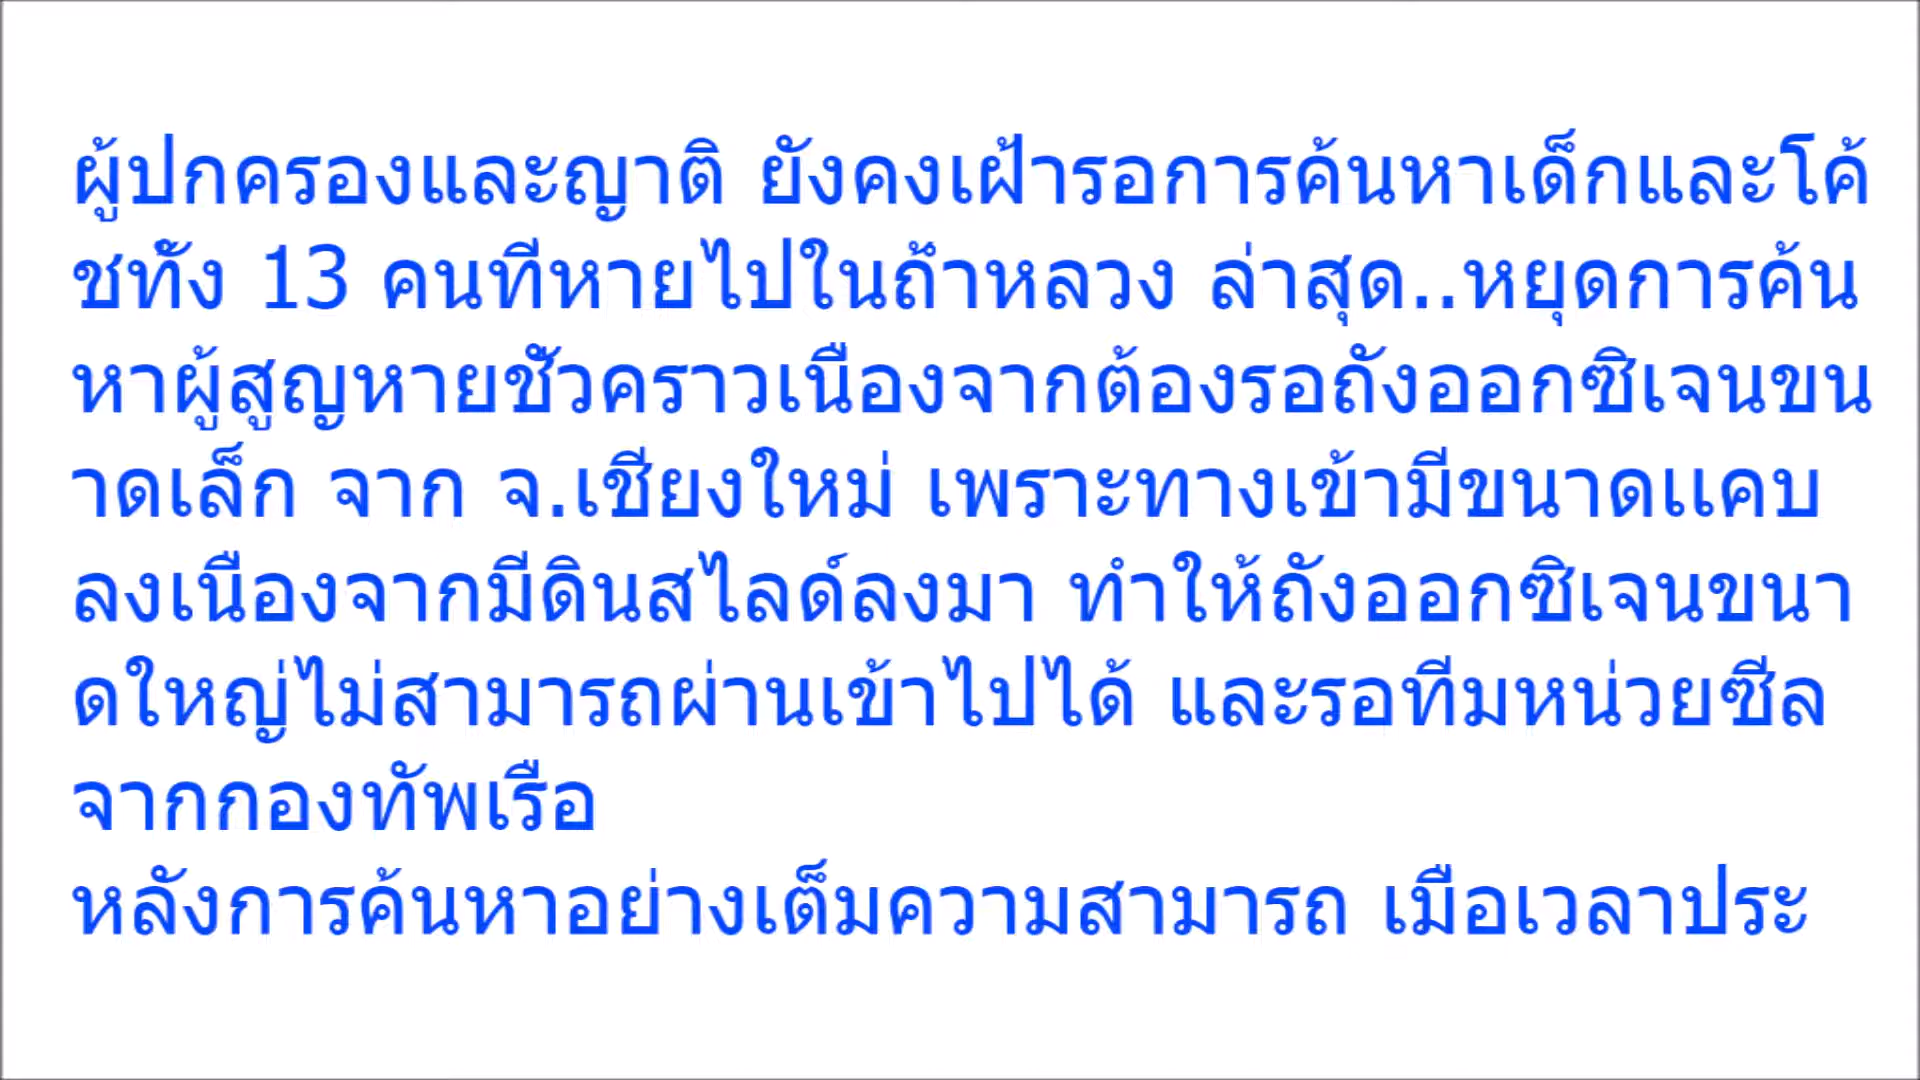 ผู้ปกครองและญาติ ยังคงเฝ้ารอการค้นหาเด็กและโค้
ชทั้ง 13 คนที่หายไปในถ้ำหลวง ล่าสุด..หยุดการค้น
หาผู้สูญหายชั่วคราวเนื่องจากต้องรอถังออกซิเจนขน
าดเล็ก จาก จ.เชียงใหม่ เพราะทางเข้ามีขนาดแคบ
ลงเนื่องจากมีดินสไลด์ลงมา ทำให้ถังออกซิเจนขนา
ดใหญ่ไม่สามารถผ่านเข้าไปได้ และรอทีมหน่วยซีล
จากกองทัพเรือ
หลังการค้นหาอย่างเต็มความสามารถ เมื่อเวลาประ